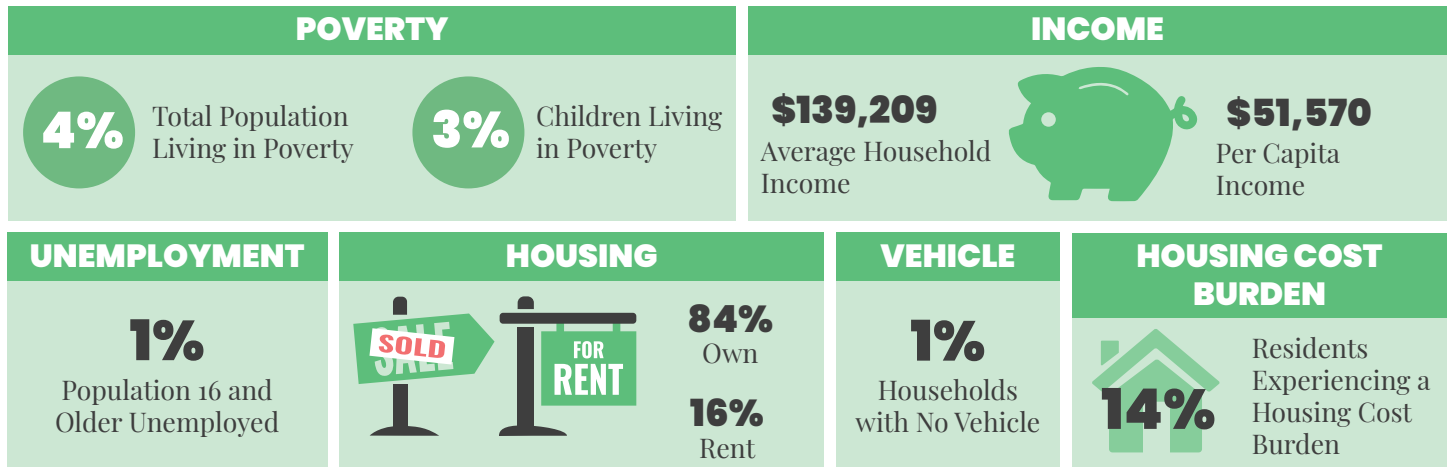 POVERTY
4%
Total Population
Living in Poverty
3%
Children Living
in Poverty
INCOME
$139,209
Average Household
Income
$51,570
Per Capita
Income
UNEMPLOYMENT
1%
Population 16 and
Older Unemployed
HOUSING
SALE
SOLD
FOR
RENT
84%
Own
16%
Rent
VEHICLE
1%
Households
with No Vehicle
HOUSING COST
BURDEN
14%
Residents
Experiencing a
Housing Cost
Burden